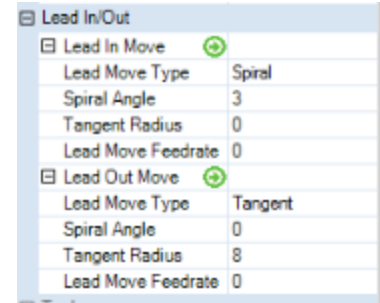 Lead In/Out
Lead In Move
Lead Move Type Spiral
Spiral Angle 3
Tangent Radius 0
Lead Move Feedrate 0
Lead Out Move
Lead Move Type Tangent
Spiral Angle 0
Tangent Radius 8
Lead Move Feedrate 0